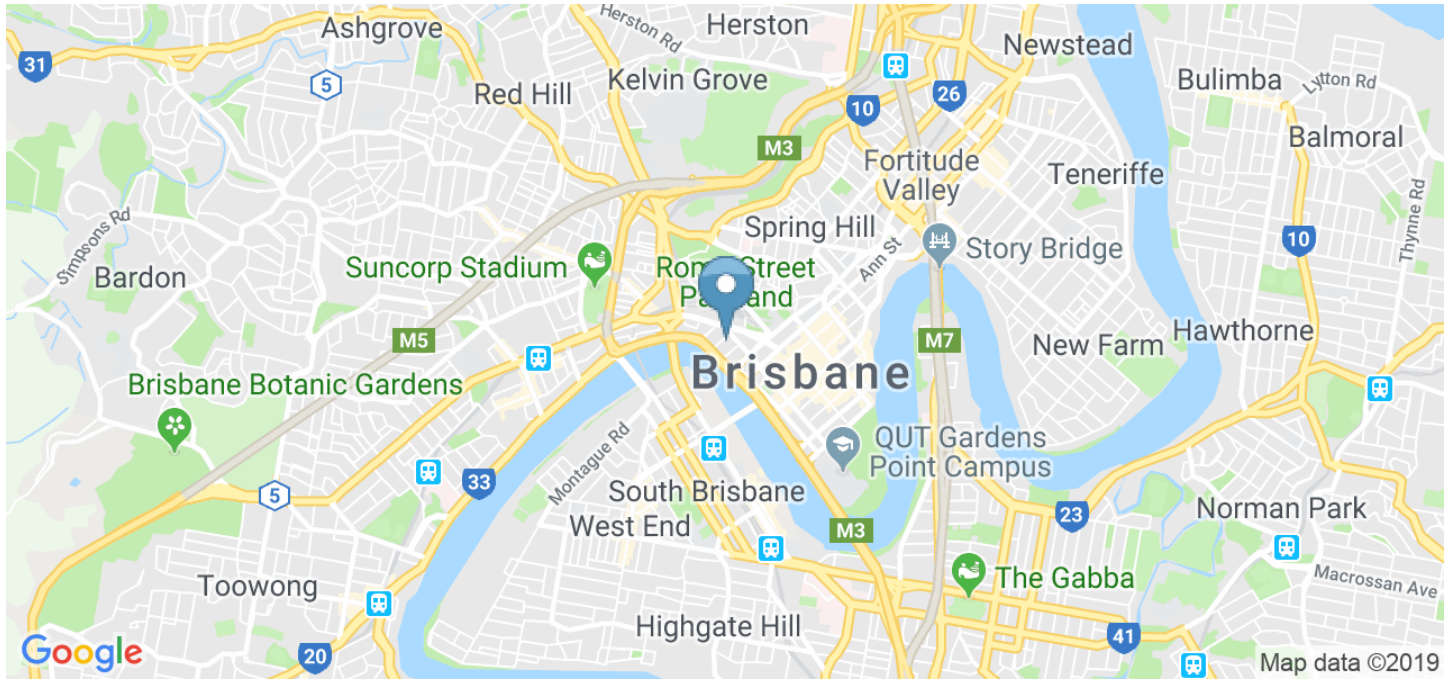 Ashgrove
Herston
Herston Rd
Newstead
31
5
Red Hill
Kelvin Grove
10
26
Bulimba
Lytton Rd
Balmoral
M3
Fortitude
Valley
Teneriffe
Thynne Rd
Simpsons Rd
Spring Hill
Ann St
Story Bridge
10
Bardon
Suncorp Stadium
M5
M7
New Farm
Hawthorne
Brisbane
Brisbane Botanic Gardens
Montague Rd
QUT Gardens
Point Campus
5
33
South Brisbane
West End
M3
23
Norman Park
Toowong
The Gabba
Macrossan Ave
Highgate Hill
41
20
Google
Map data ©2019